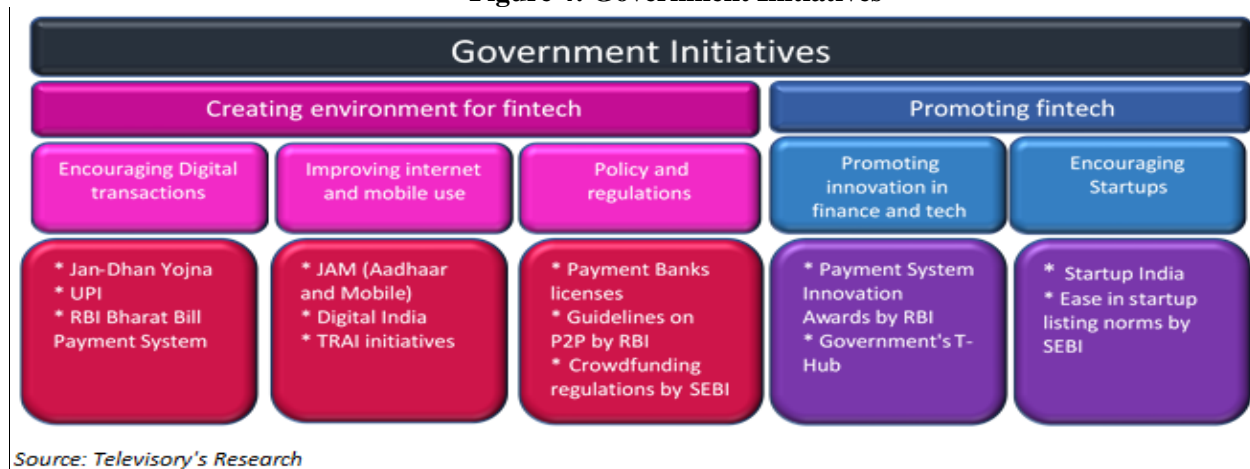 Figure 4: Government Initiatives
Government Initiatives
Creating environment for fintech
Promoting fintech
Encouraging Digital
transactions
Improving internet
and mobile use
Policy and
regulations
Promoting
innovation in
finance and tech
Encouraging
Startups
* Jan-Dhan Yojna
* UPI
* RBI Bharat Bill
Payment System
* JAM (Aadhaar
and Mobile)
* Digital India
* TRAI initiatives
* Payment Banks
licenses
* Guidelines on
P2P by RBI
* Crowdfunding
regulations by SEBI
* Payment System
Innovation
Awards by RBI
* Government's T-
Hub
* Startup India
* Ease in startup
listing norms by
SEBI
Source: Televisory's Research